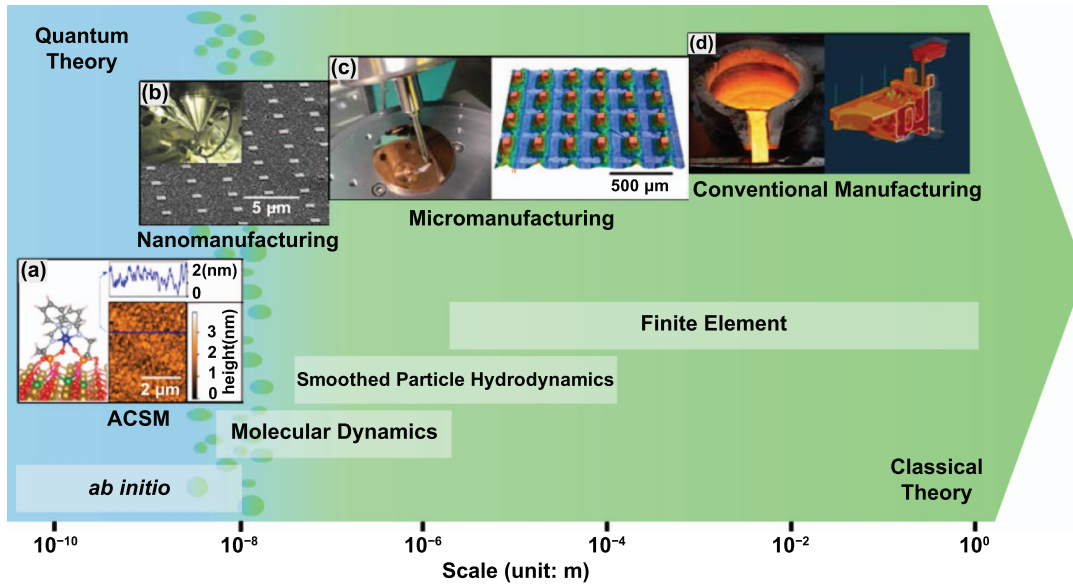 Quantum
Theory
(b)
5 μm
Nanomanufacturing
(c)
500 μm
Micromanufacturing
(d)
Conventional Manufacturing
(a)
2(nm)
0
3
2
1
0
height(nm)
2 μm
ACSM
Finite Element
Smoothed Particle Hydrodynamics
Molecular Dynamics
ab initio
Classical
Theory
10⁻¹⁰ 10⁻⁸ 10⁻⁶ 10⁻⁴ 10⁻² 10⁰
Scale (unit: m)